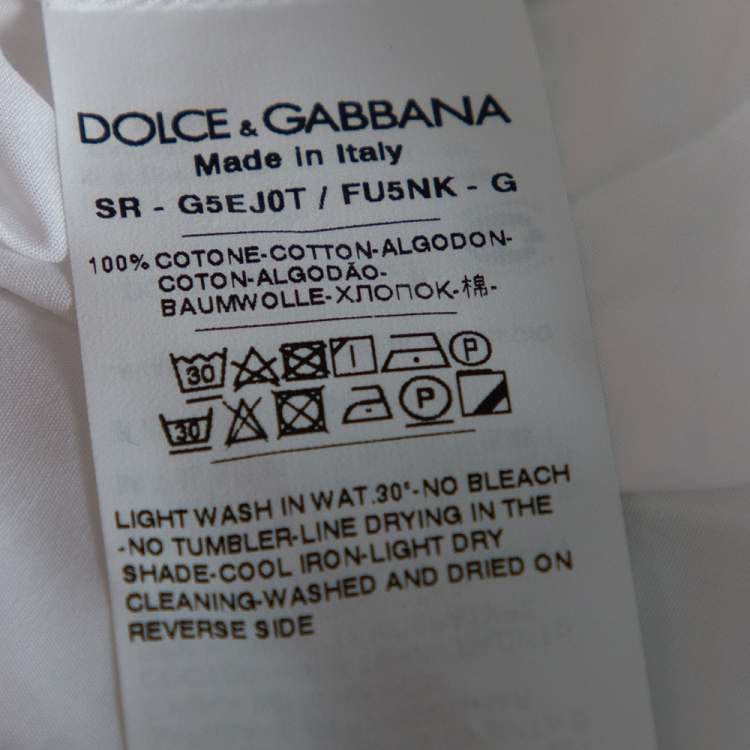 DOLCE & GABBANA
Made in Italy
SR - G5EJ0T / FU5NK - G
100% COTONE-COTTON-ALGODON-
COTON-ALGODÃO-
BAUMWOLLE-ХЛОПОК-棉-
30 P
30 P
LIGHT WASH IN WAT.30°-NO BLEACH
-NO TUMBLER-LINE DRYING IN THE
SHADE-COOL IRON-LIGHT DRY
CLEANING-WASHED AND DRIED ON
REVERSE SIDE